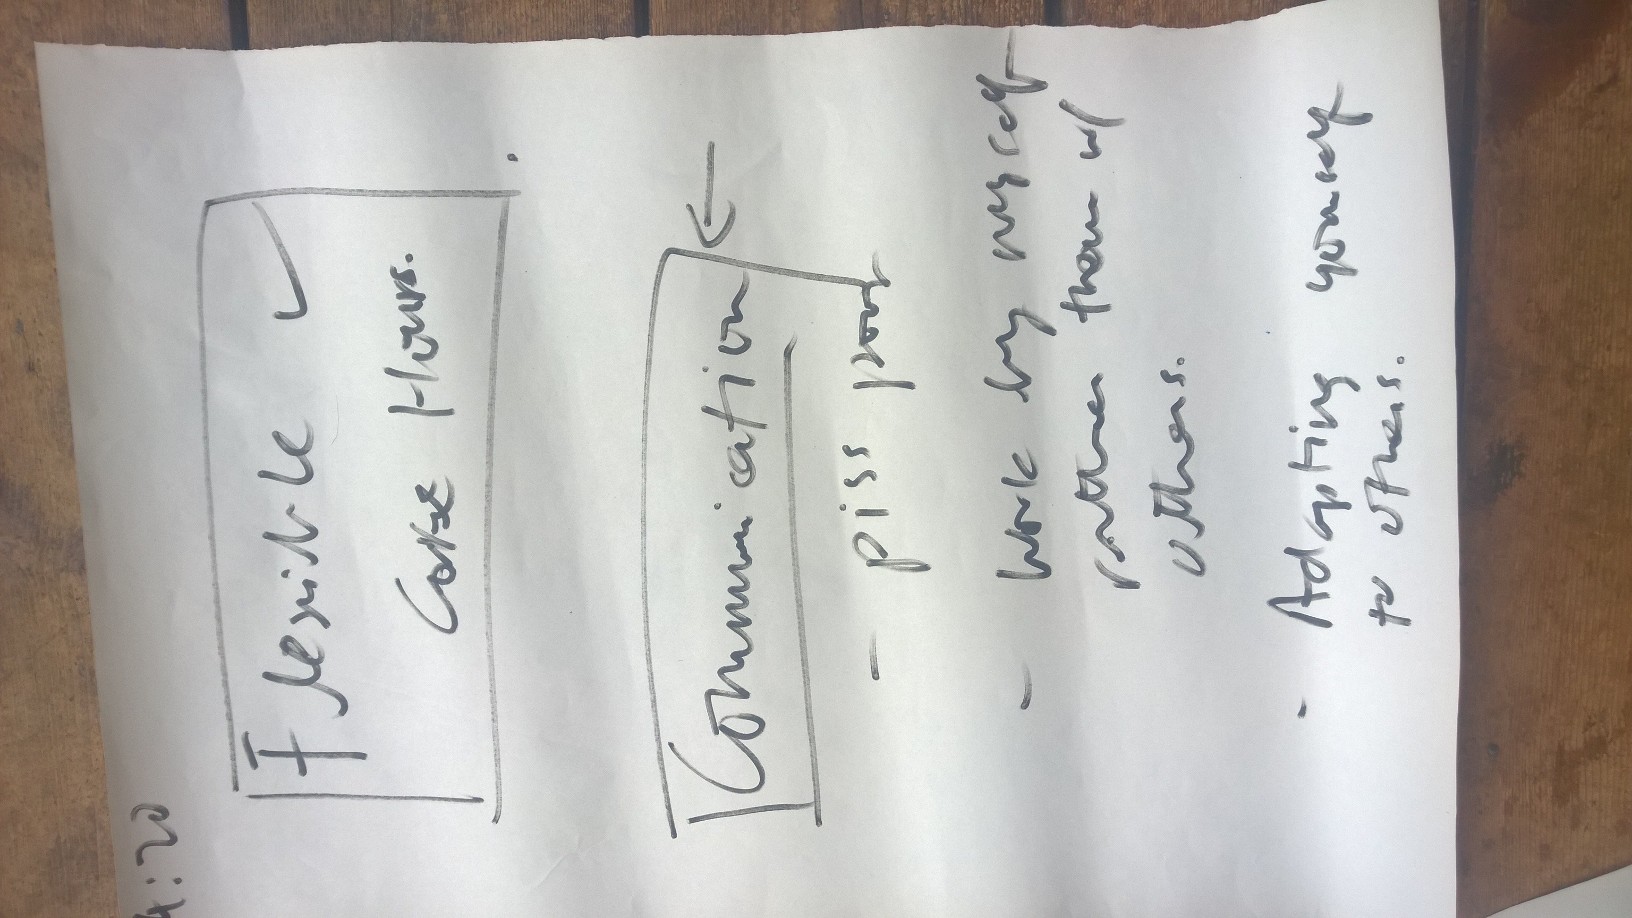 4:20
Flexible ✓
Core Hours.
Communication ←
- piss poor
- Work by myself
rather than w/
others.
- Adapting yourself
to others.